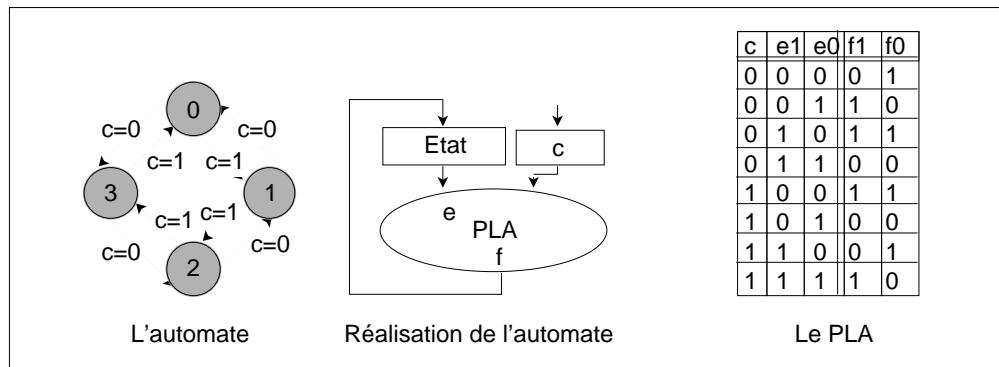 0
c=0
c=0
c=1
c=1
3
1
c=1
c=1
c=0
c=0
2
L'automate
Etat
c
e
PLA
f
Réalisation de l'automate
c e1 e0 f1 f0
0 0 0 0 1
0 0 1 1 0
0 1 0 1 1
0 1 1 0 0
1 0 0 1 1
1 0 1 0 0
1 1 0 0 1
1 1 1 1 0
Le PLA